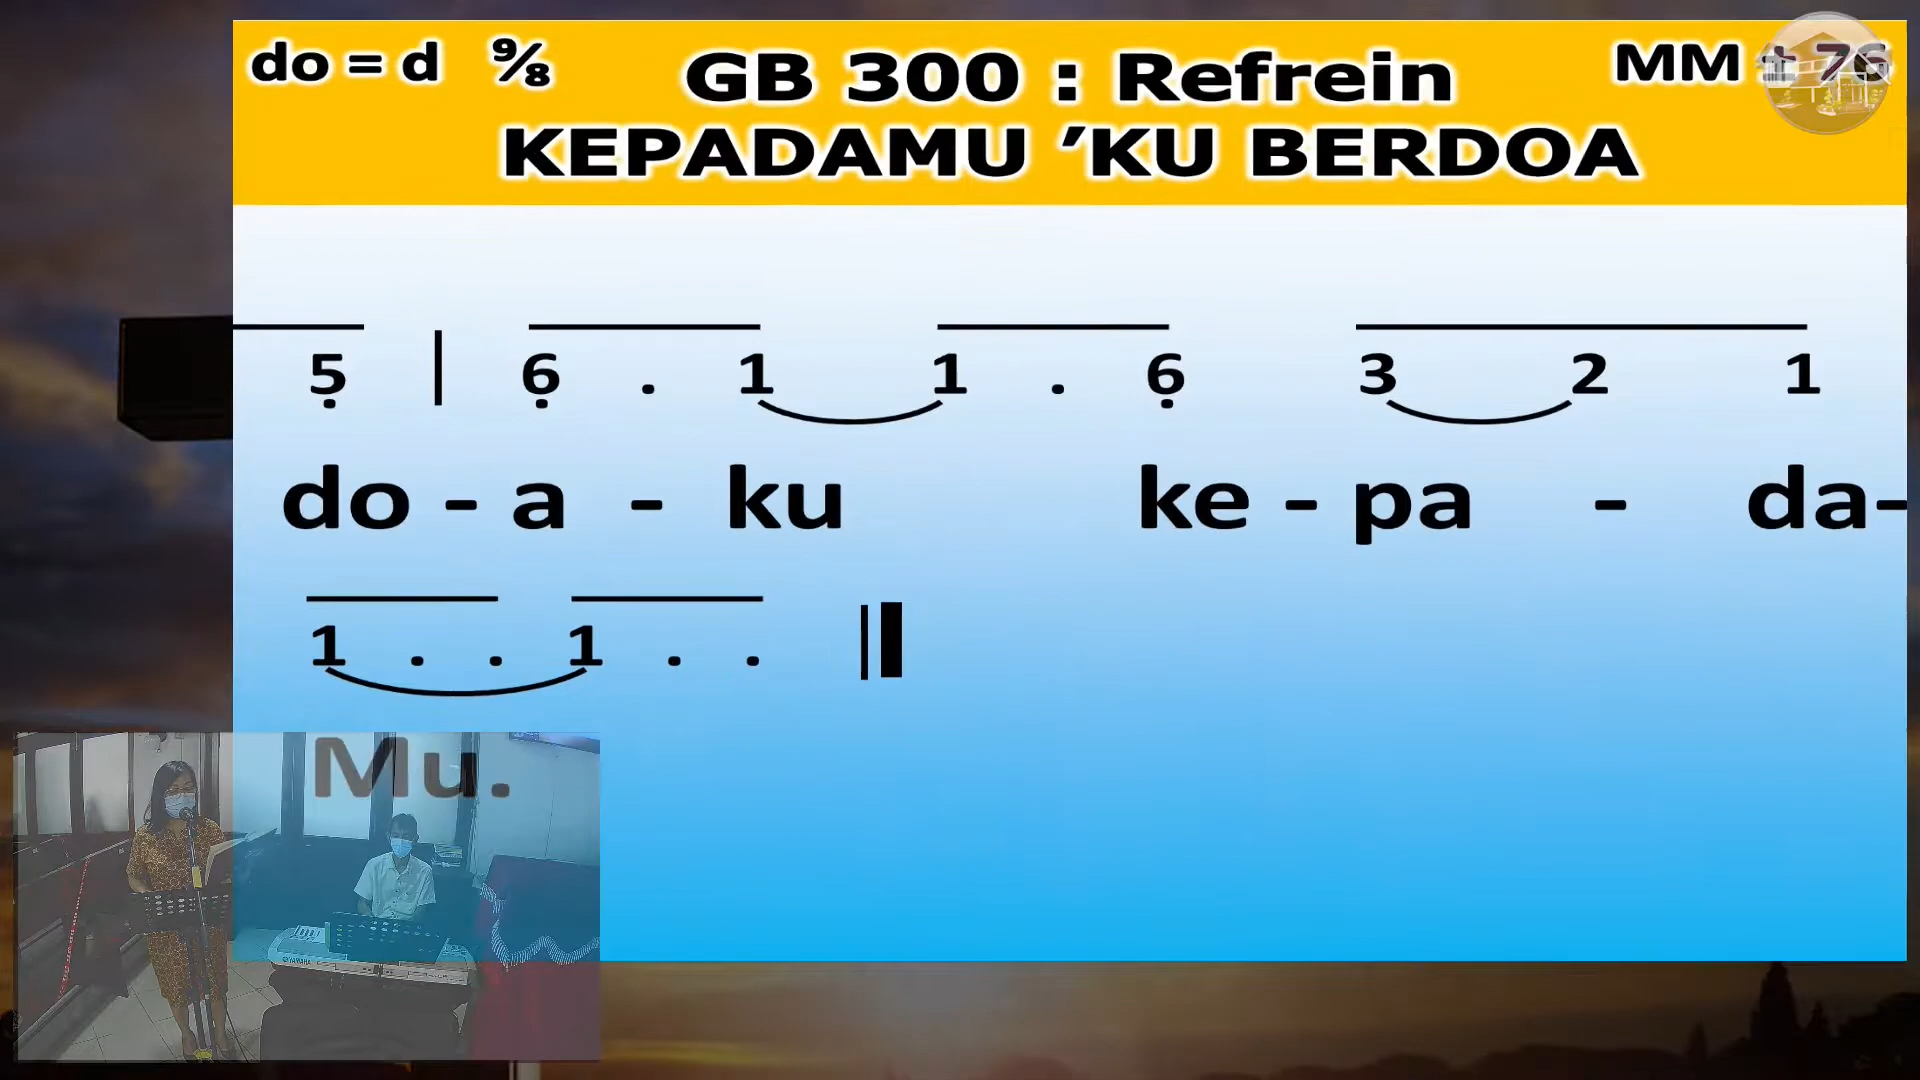 do = d 9/8 GB 300 : Refrein MM ± 76
KEPADAMU ’KU BERDOA
5̣ | 6̣ . 1 1 . 6̣ 3 2 1
do - a - ku ke - pa - da-
1 . . 1 . . ‖
Mu.
YAMAHA